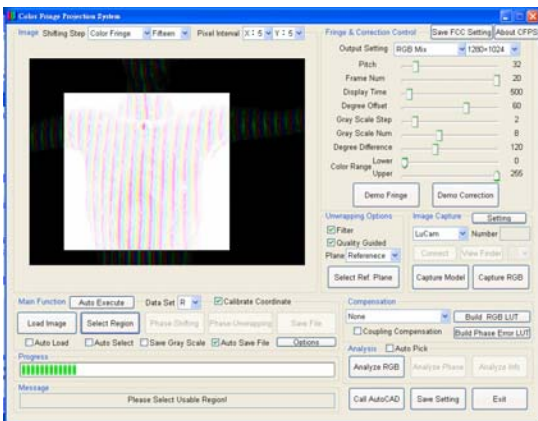 Color Fringe Projection System
Image Shifting Step Color Fringe Fifteen Pixel Interval X : 5 Y : 5
Fringe & Correction Control Save FCC Setting About CFPS
Output Setting RGB Mix 1280×1024
Pitch 32
Frame Num 20
Display Time 500
Degree Offset 60
Gray Scale Step 2
Gray Scale Num 8
Degree Difference 120
Color Range Lower 0
Upper 255
Demo Fringe Demo Correction
Unwrapping Options
Filter
Quality Guided
Plane Referenece
Select Ref. Plane
Image Capture Setting
LuCam Number
Connect View Finder
Capture Model Capture RGB
Main Function Auto Execute Data Set R Calibrate Coordinate
Load Image Select Region Phase-Shifting Phase-Unwrapping Save File
Auto Load Auto Select Save Gray Scale Auto Save File Options
Progress
Message
Please Select Usable Region!
Compensation
None Build RGB LUT
Coupling Compensation Build Phase Error LUT
Analysis Auto Pick
Analyze RGB Analyze Phase Analyze Info
Call AutoCAD Save Setting Exit